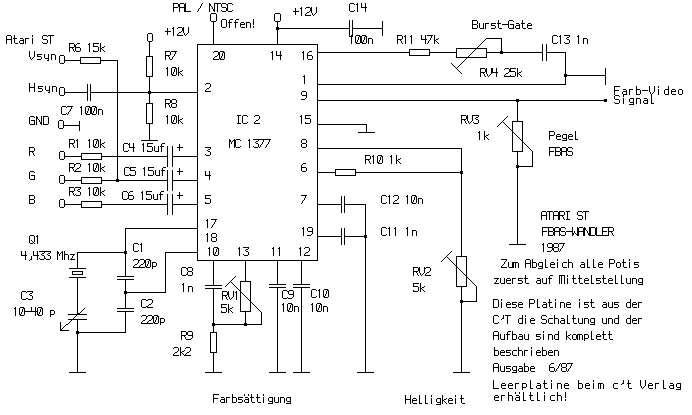 PAL / NTSC
Offen!
+12V
C14
100n
Burst-Gate
Atari ST
+12V
R6 15k
Vsyn
R7
10k
20
14
16
R11 47k
RV4 25k
C13 1n
Hsyn
C7 100n
R8
10k
2
1
9
Farb-Video
Signal
GND
IC 2
MC 1377
15
RV3
1k
Pegel
FBAS
R
R1 10k
C4 15uf +
3
8
G
R2 10k
C5 15uf +
4
6
R10 1k
B
R3 10k
C6 15uf +
5
7
C12 10n
17
18
19
C11 1n
ATARI ST
FBAS-WANDLER
1987
Q1
4,433 Mhz
C1
220p
10
13
11
12
Zum Abgleich alle Potis
zuerst auf Mittelstellung
C8
1n
RV1
5k
C9
10n
C10
10n
RV2
5k
C3
10-40 p
C2
220p
R9
2k2
Diese Platine ist aus der
C'T die Schaltung und der
Aufbau sind komplett
beschrieben
Ausgabe 6/87
Leerplatine beim c't Verlag
erhältlich!
Farbsättigung
Helligkeit